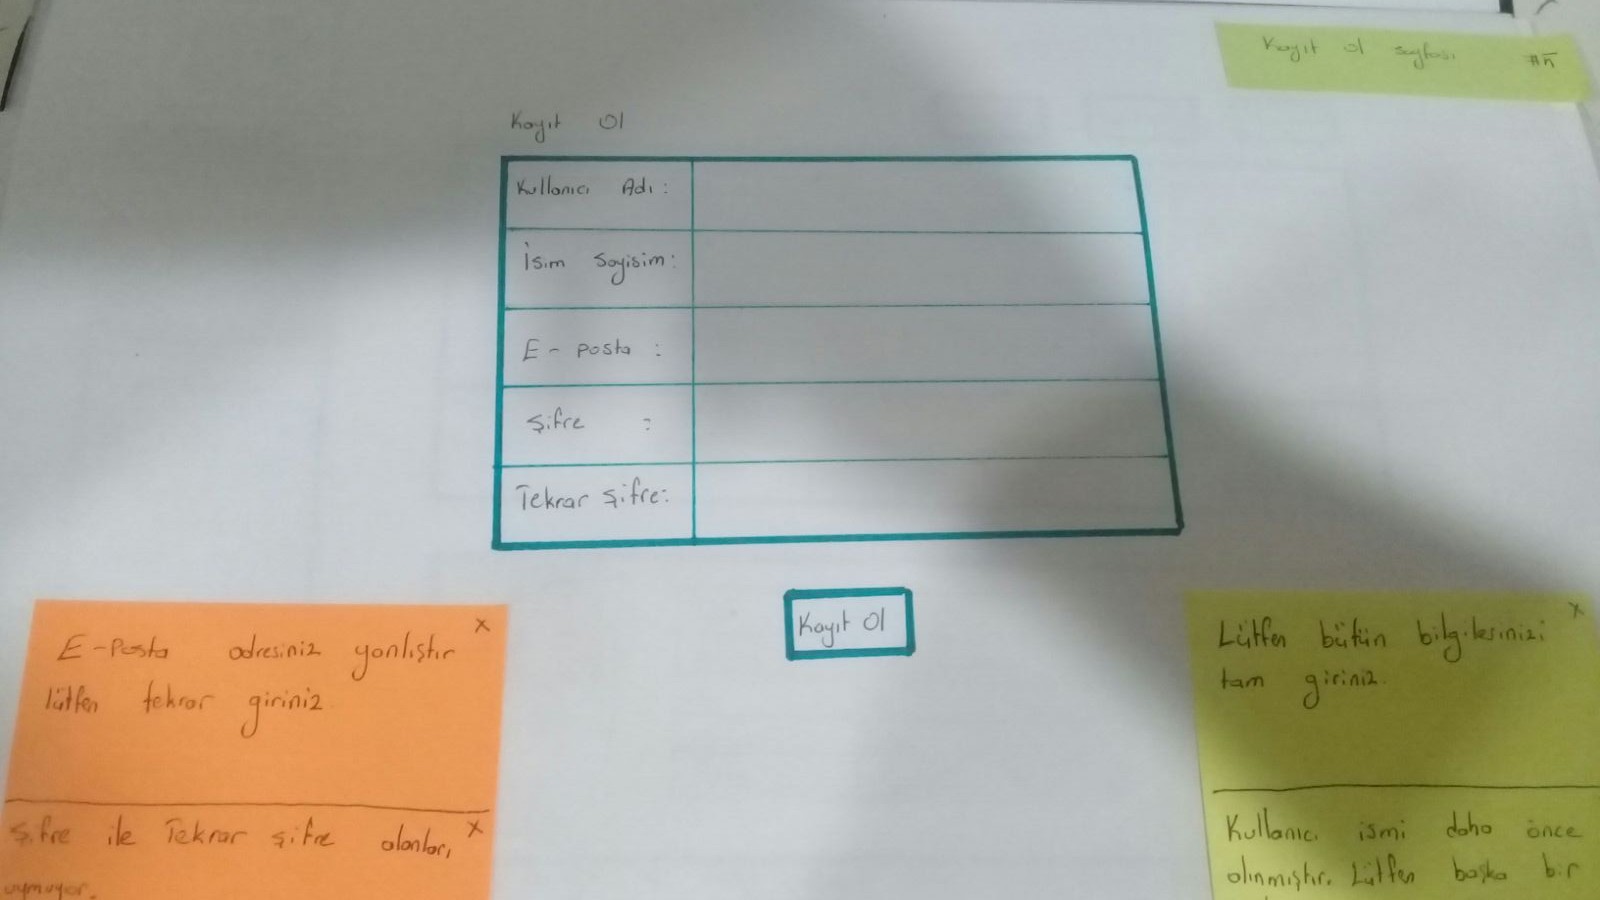 Kayıt Ol sayfası
Kayıt Ol
Kullanıcı Adı :
İsim Soyisim :
E - posta :
Şifre :
Tekrar Şifre:
Kayıt Ol
E-Posta adresiniz yanlıştır x
lütfen tekrar giriniz.
Şifre ile Tekrar şifre alanları x
uymuyor.
Lütfen bütün bilgilerinizi x
tam giriniz.
Kullanıcı ismi daha önce
alınmıştır. Lütfen başka bir